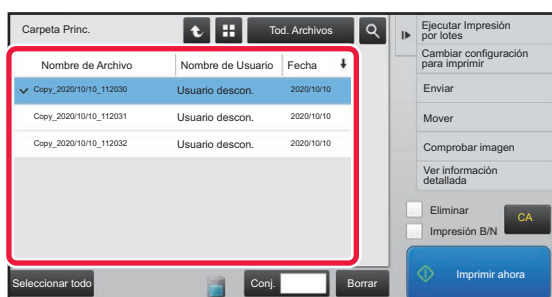 Carpeta Princ.
Tod. Archivos
Nombre de Archivo
Nombre de Usuario
Fecha
Copy_2020/10/10_112030
Usuario descon.
2020/10/10
Copy_2020/10/10_112031
Usuario descon.
2020/10/10
Copy_2020/10/10_112032
Usuario descon.
2020/10/10
Seleccionar todo
Conj.
Borrar
Ejecutar Impresión
por lotes
Cambiar configuración
para imprimir
Enviar
Mover
Comprobar imagen
Ver información
detallada
Eliminar
Impresión B/N
CA
Imprimir ahora